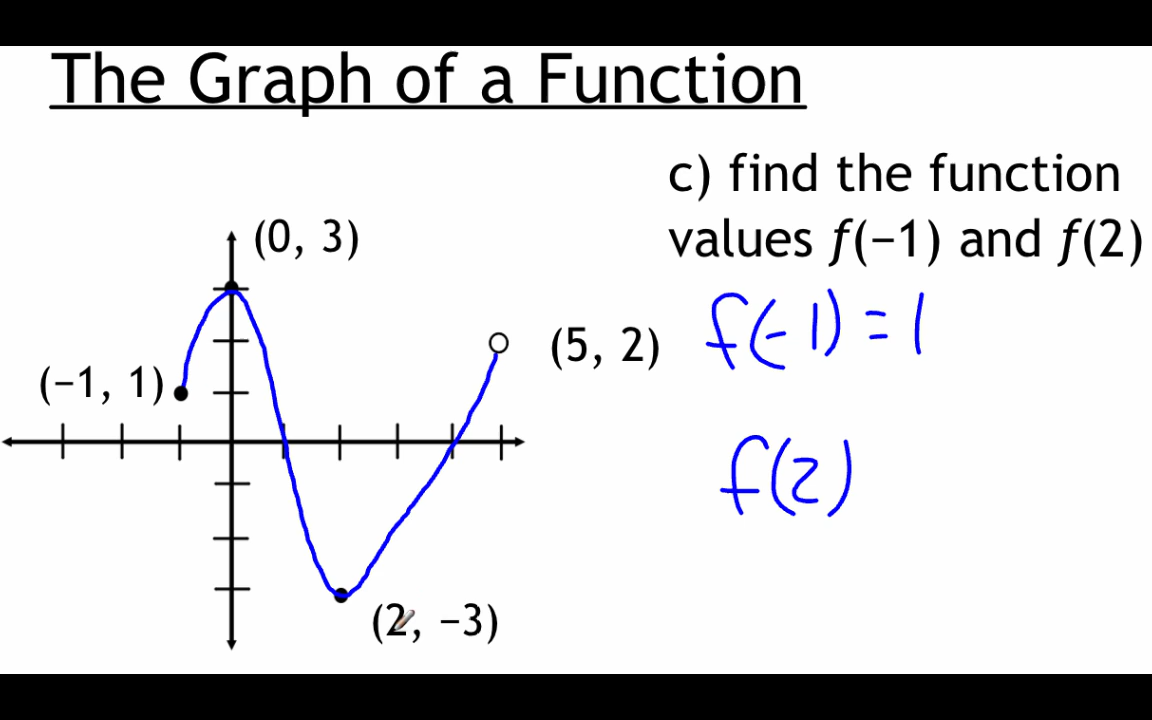 The Graph of a Function
c) find the function
values f(−1) and f(2)
(0, 3)
f(-1) = 1
(5, 2)
(−1, 1)
f(2)
(2, −3)